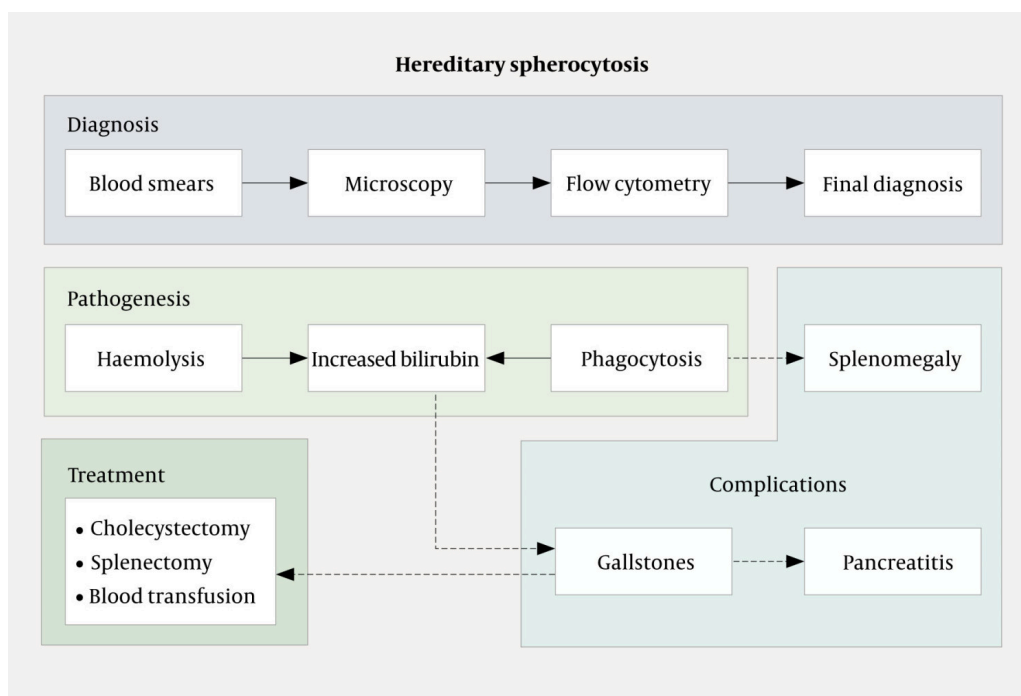 Hereditary spherocytosis
Diagnosis
Blood smears
Microscopy
Flow cytometry
Final diagnosis
Pathogenesis
Haemolysis
Increased bilirubin
Phagocytosis
Splenomegaly
Treatment
• Cholecystectomy
• Splenectomy
• Blood transfusion
Complications
Gallstones
Pancreatitis